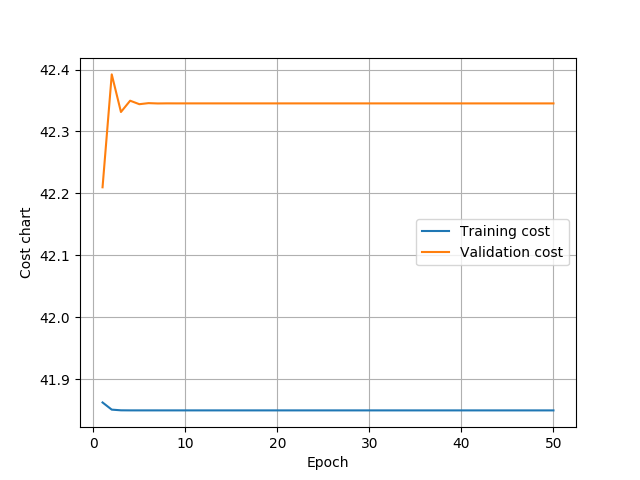 42.4
42.3
42.2
42.1
42.0
41.9
Cost chart
Training cost
Validation cost
0 10 20 30 40 50
Epoch